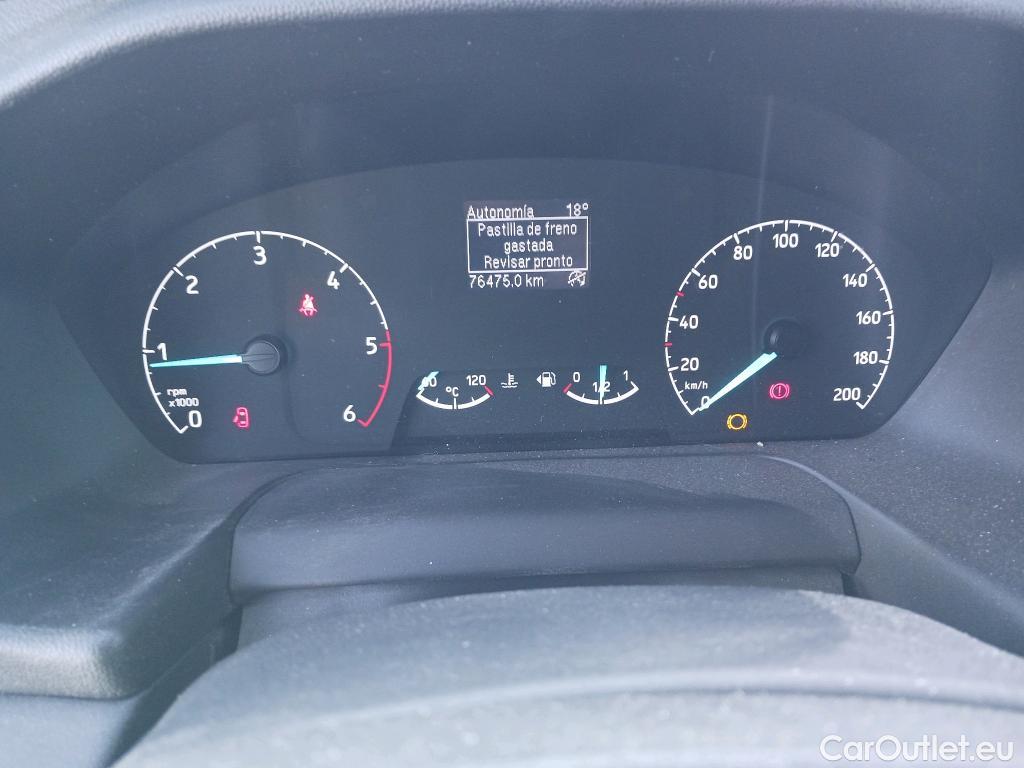 Autonomía 18°
Pastilla de freno
gastada
Revisar pronto
76475.0 km
0
1
2
3
4
5
6
rpm
x1000
60 120
°C
0 1/2 1
0
20
40
60
80
100
120
140
160
180
200
km/h
CarOutlet.eu